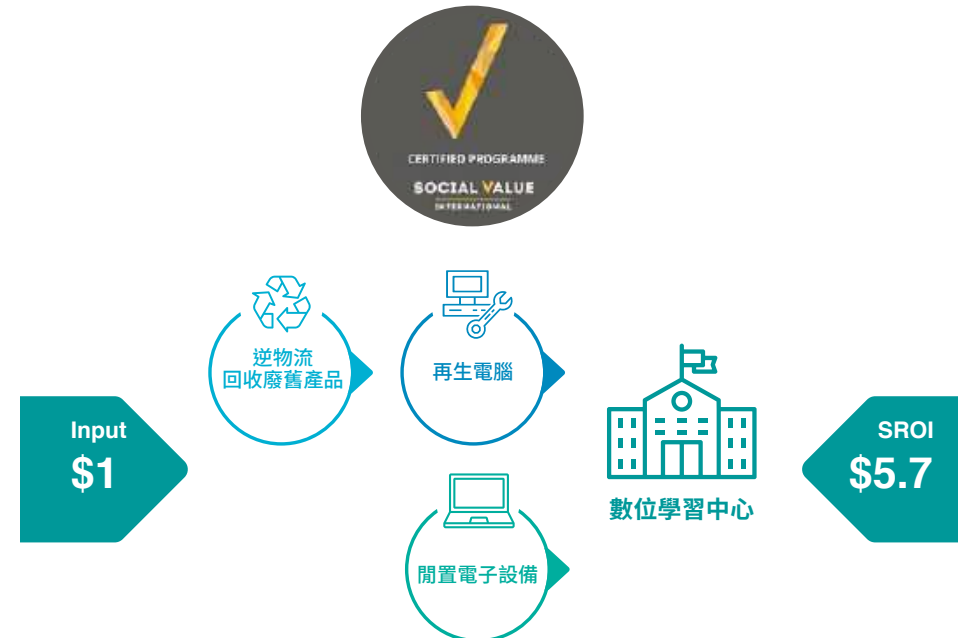 CERTIFIED PROGRAMME
SOCIAL VALUE
INTERNATIONAL
逆物流
回收廢舊產品
再生電腦
Input
$1
SROI
$5.7
數位學習中心
閒置電子設備